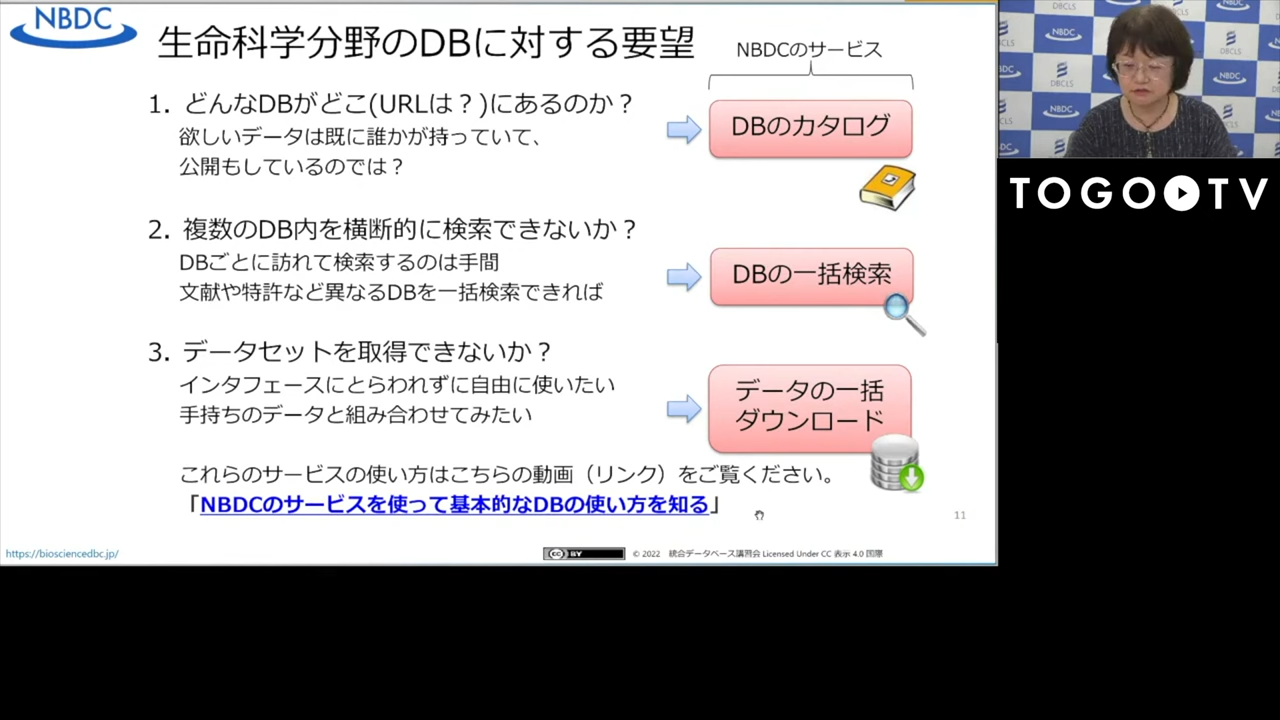 NBDC
生命科学分野のDBに対する要望
NBDCのサービス
1. どんなDBがどこ(URLは？)にあるのか？
欲しいデータは既に誰かが持っていて、
公開もしているのでは？
DBのカタログ
2. 複数のDB内を横断的に検索できないか？
DBごとに訪れて検索するのは手間
文献や特許など異なるDBを一括検索できれば
DBの一括検索
3. データセットを取得できないか？
インタフェースにとらわれずに自由に使いたい
手持ちのデータと組み合わせてみたい
データの一括
ダウンロード
これらのサービスの使い方はこちらの動画（リンク）をご覧ください。
「NBDCのサービスを使って基本的なDBの使い方を知る」
11
https://biosciencedbc.jp/
CC BY
© 2022 統合データベース講習会 Licensed Under CC 表示 4.0 国際
DBCLS
NBDC
DBCLS
NBDC
NBDC
NBDC
TOGO TV